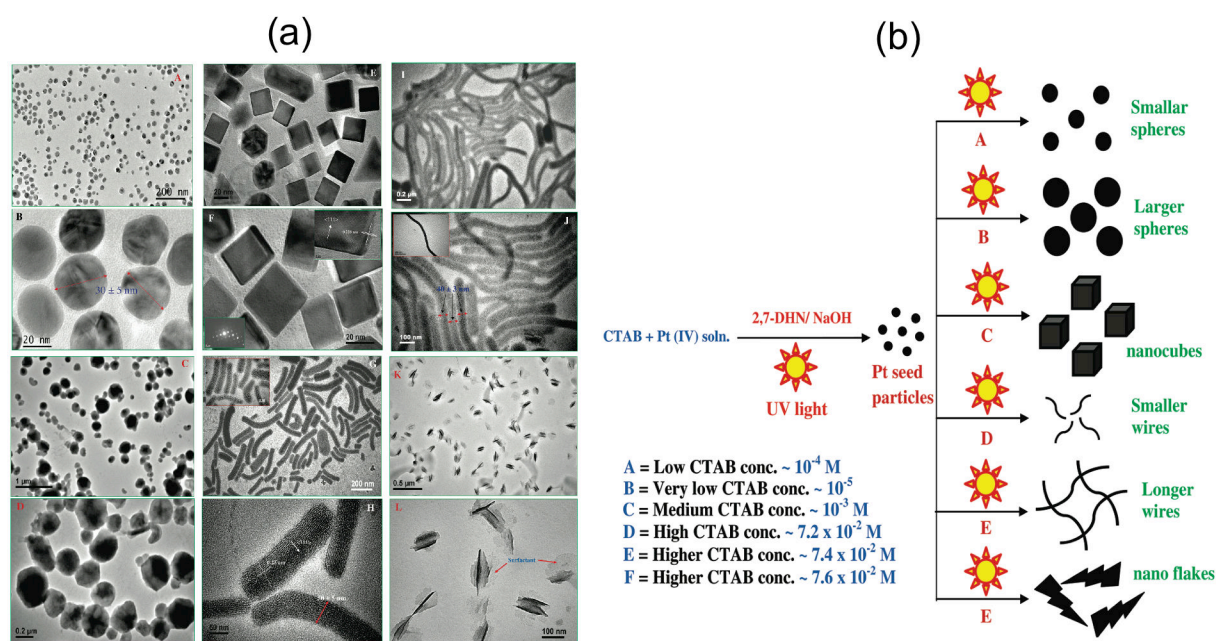 (a)
A
200 nm
E
20 nm
I
0.2 µm
B
30 ± 5 nm
20 nm
F
20 nm
J
100 nm
C
1 µm
G
200 nm
K
0.5 µm
D
0.2 µm
H
50 nm
L
Surfactant
100 nm
(b)
CTAB + Pt (IV) soln.
2,7-DHN/ NaOH
UV light
Pt seed
particles
A
Smallar
spheres
B
Larger
spheres
C
nanocubes
D
Smaller
wires
E
Longer
wires
E
nano flakes
A = Low CTAB conc. ~ 10⁻⁴ M
B = Very low CTAB conc. ~ 10⁻⁵
C = Medium CTAB conc. ~ 10⁻³ M
D = High CTAB conc. ~ 7.2 x 10⁻² M
E = Higher CTAB conc. ~ 7.4 x 10⁻² M
F = Higher CTAB conc. ~ 7.6 x 10⁻² M